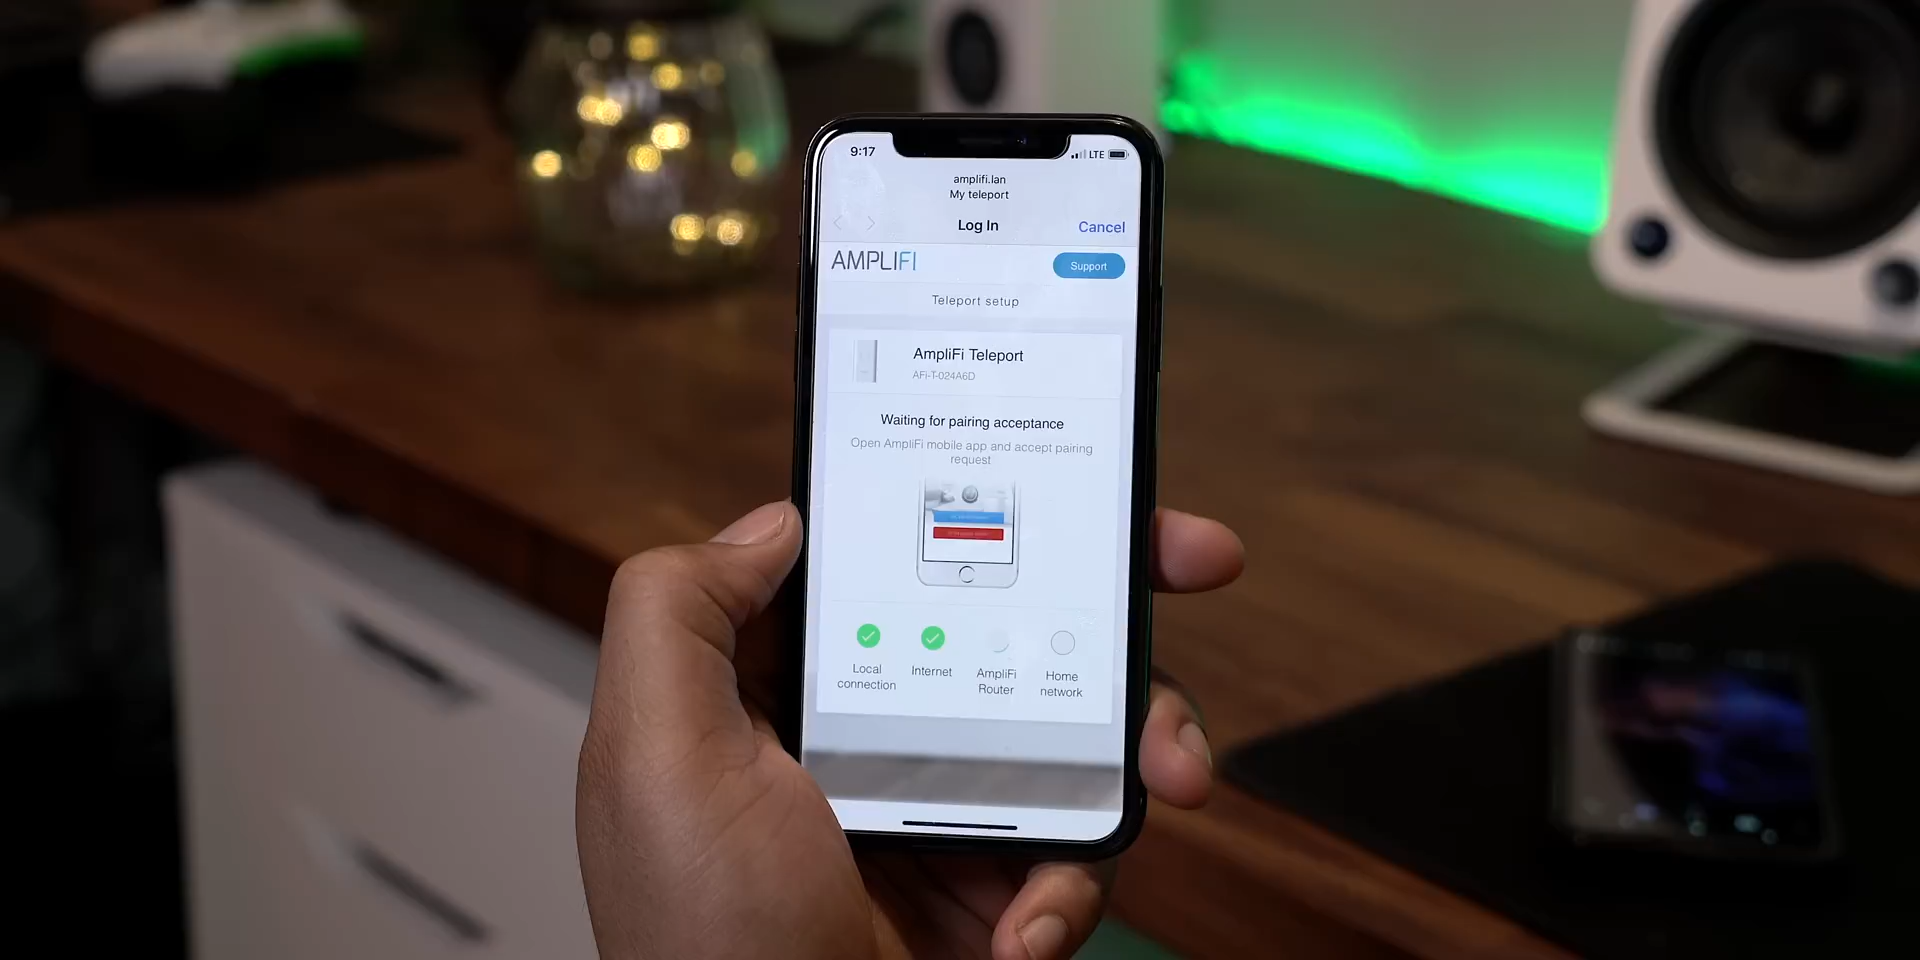 9:17
LTE
amplifi.lan
My teleport
Log In
Cancel
AMPLIFI
Support
Teleport setup
AmpliFi Teleport
AFi-T-024A6D
Waiting for pairing acceptance
Open AmpliFi mobile app and accept pairing
request
Local
connection
Internet
AmpliFi
Router
Home
network